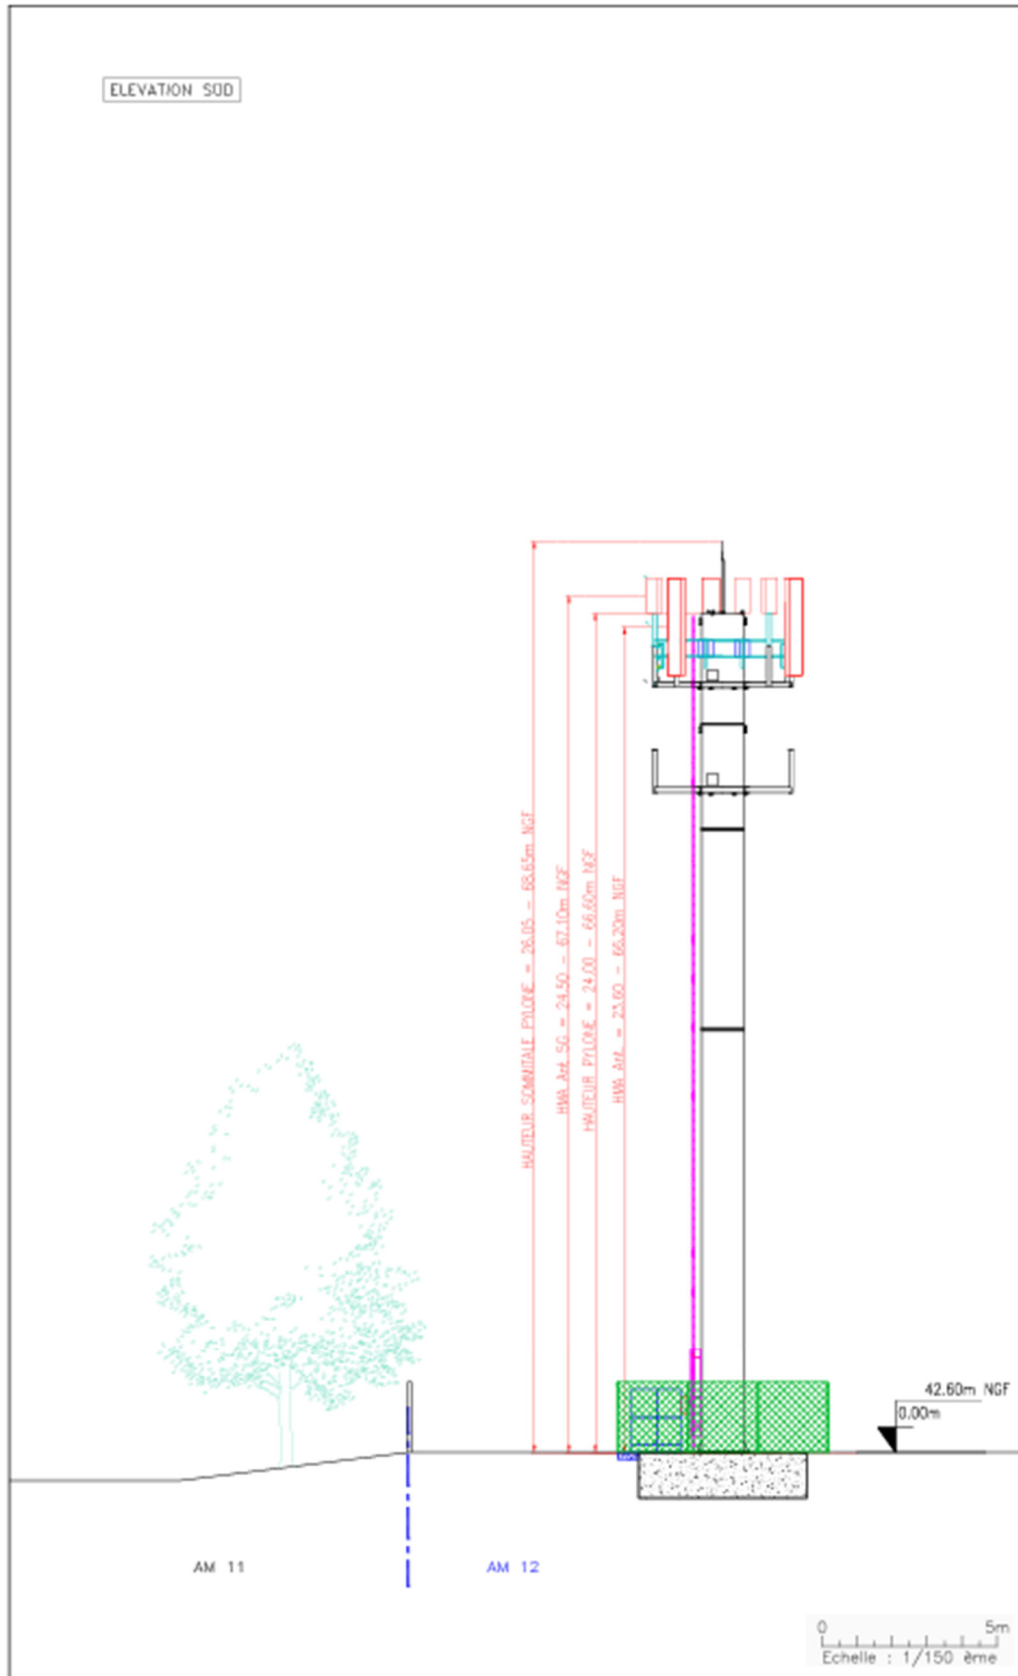 ELEVATION SUD
HAUTEUR SOMMITALE PYLONE = 26.05 - 68.65m NGF
HMA Ant 5G = 24.50 - 67.10m NGF
HAUTEUR PYLONE = 24.00 - 66.60m NGF
HMA Ant. = 23.60 - 66.20m NGF
42.60m NGF
0.00m
AM 11
AM 12
0 5m
Echelle : 1/150 ème